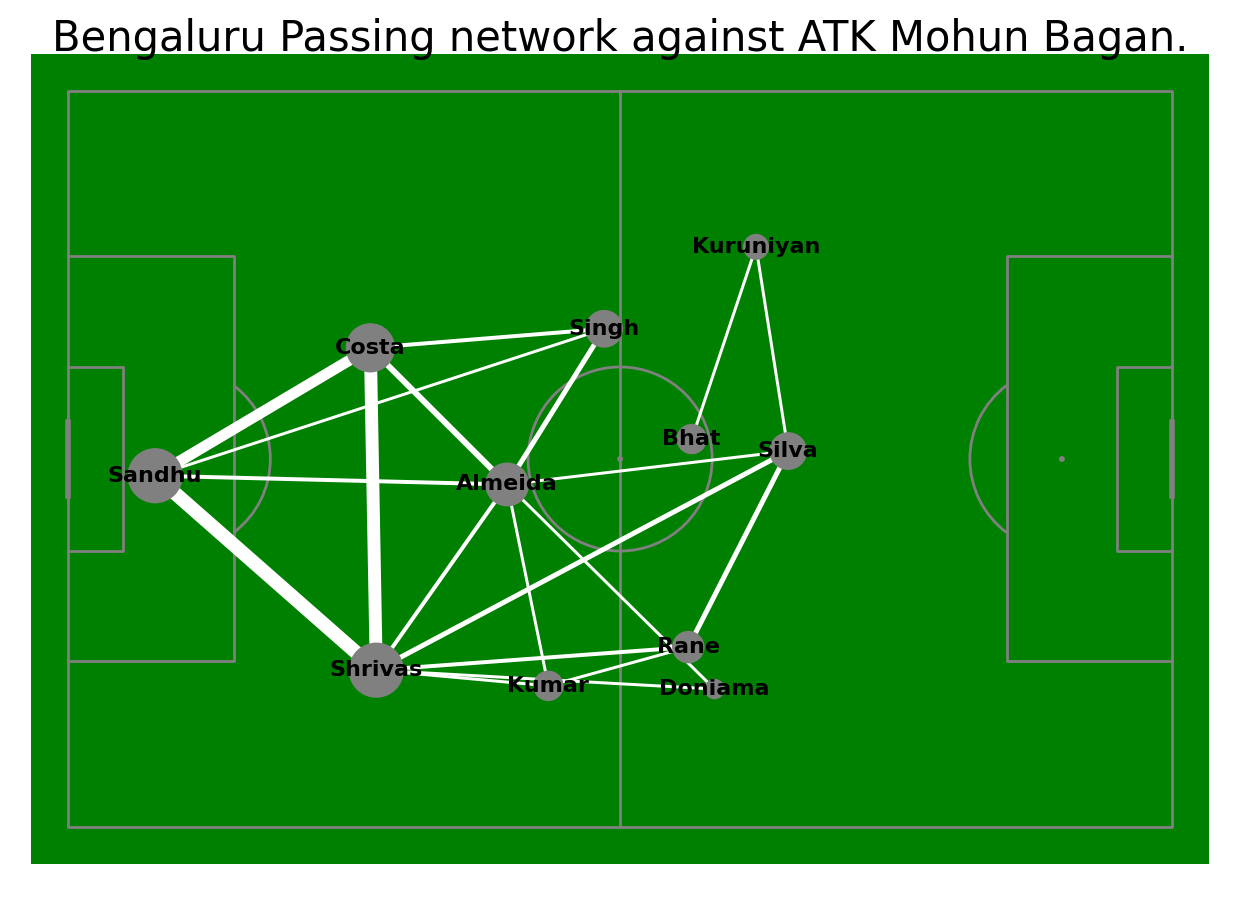 Bengaluru Passing network against ATK Mohun Bagan.
Kuruniyan
Singh
Costa
Bhat
Silva
Sandhu
Almeida
Rane
Shrivas
Kumar
Doniama